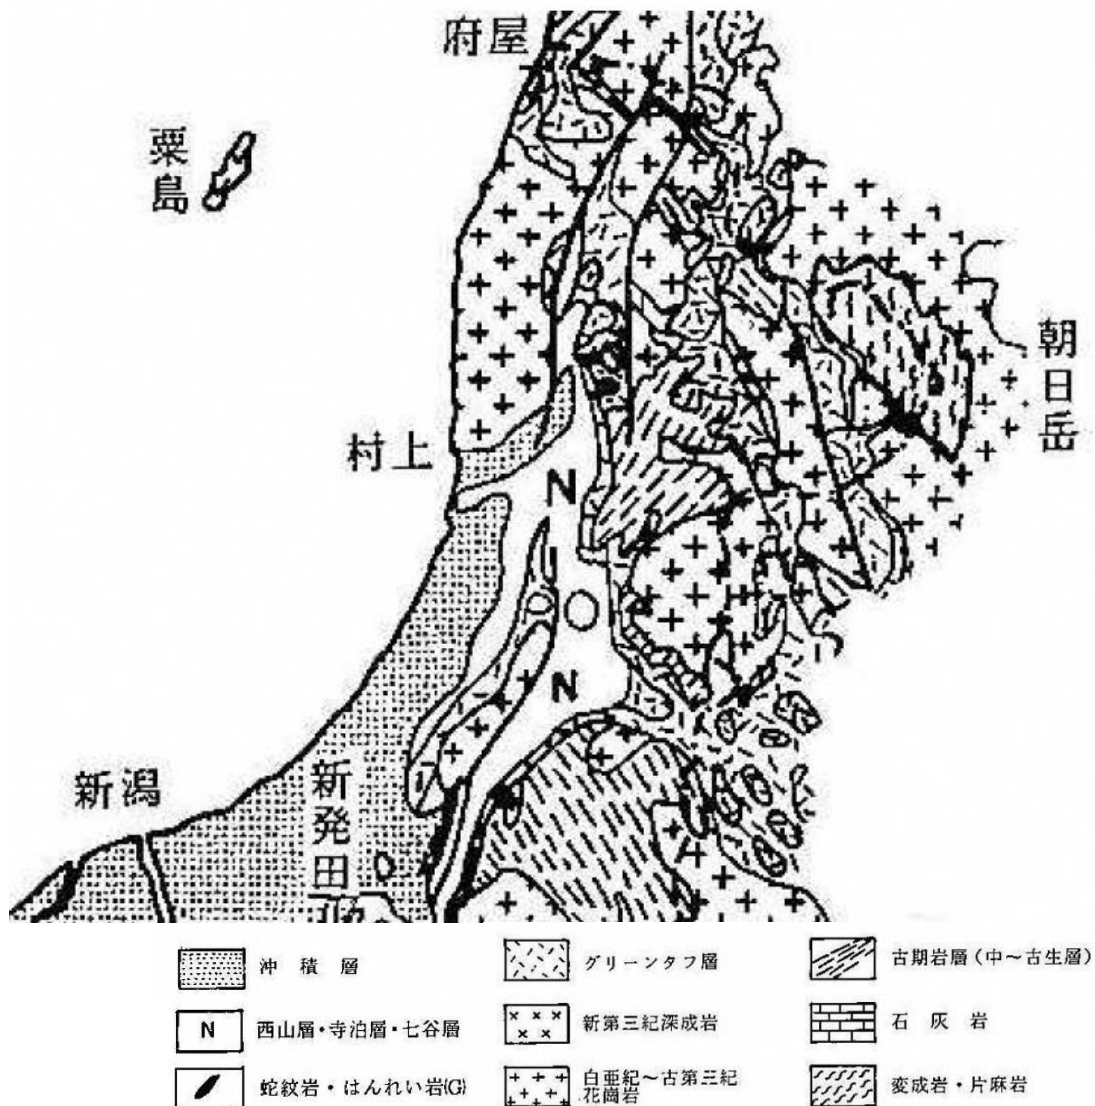 府屋
粟島
朝日岳
村上
N
N
新潟
新発田
沖積層
グリーンタフ層
古期岩層(中~古生層)
N
西山層・寺泊層・七谷層
新第三紀深成岩
石灰岩
蛇紋岩・はんれい岩(G)
白亜紀~古第三紀
花崗岩
変成岩・片麻岩